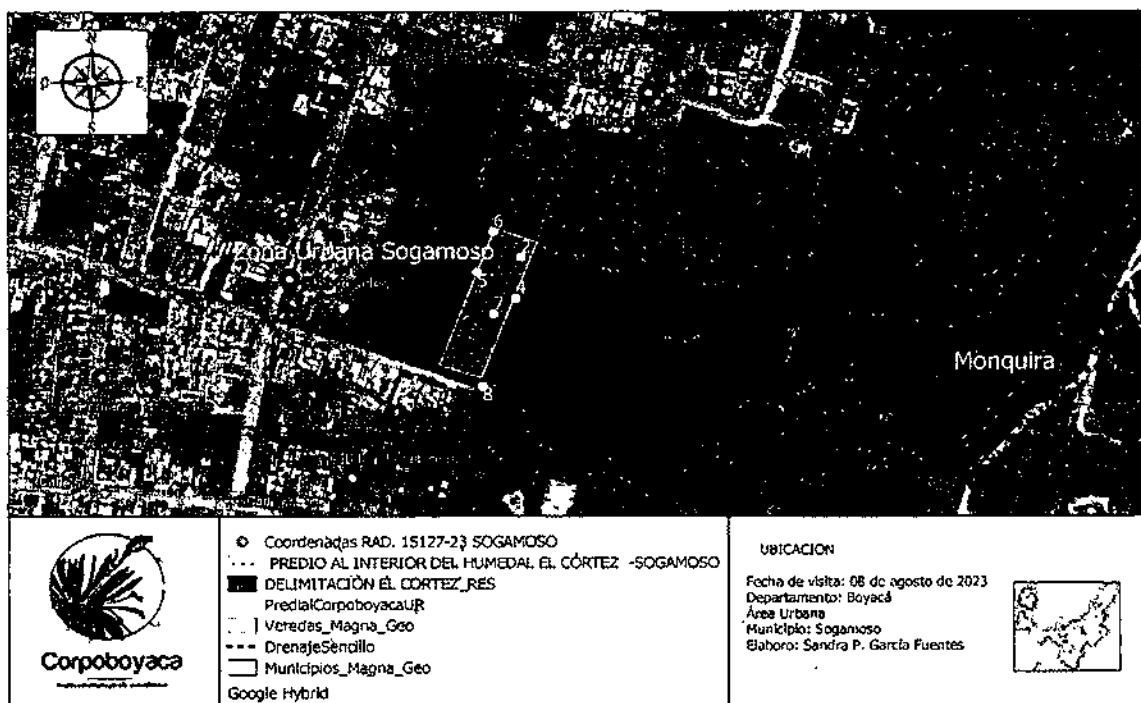 N
O
E
S
6
2
Zona Urbana Sogamoso
5
4
3
8
Monquira
Corpoboyaca
Coordenadas RAD. 15127-23 SOGAMOSO
PREDIO AL INTERIOR DEL HUMEDAL EL CÓRTEZ -SOGAMOSO
DELIMITACIÓN EL CORTEZ_RES
PredialCorpoboyacaUR
Veredas_Magna_Geo
DrenajeSencillo
Municipios_Magna_Geo
Google Hybrid
UBICACION
Fecha de visita: 08 de agosto de 2023
Departamento: Boyacá
Área Urbana
Municipio: Sogamoso
Elaboro: Sandra P. García Fuentes